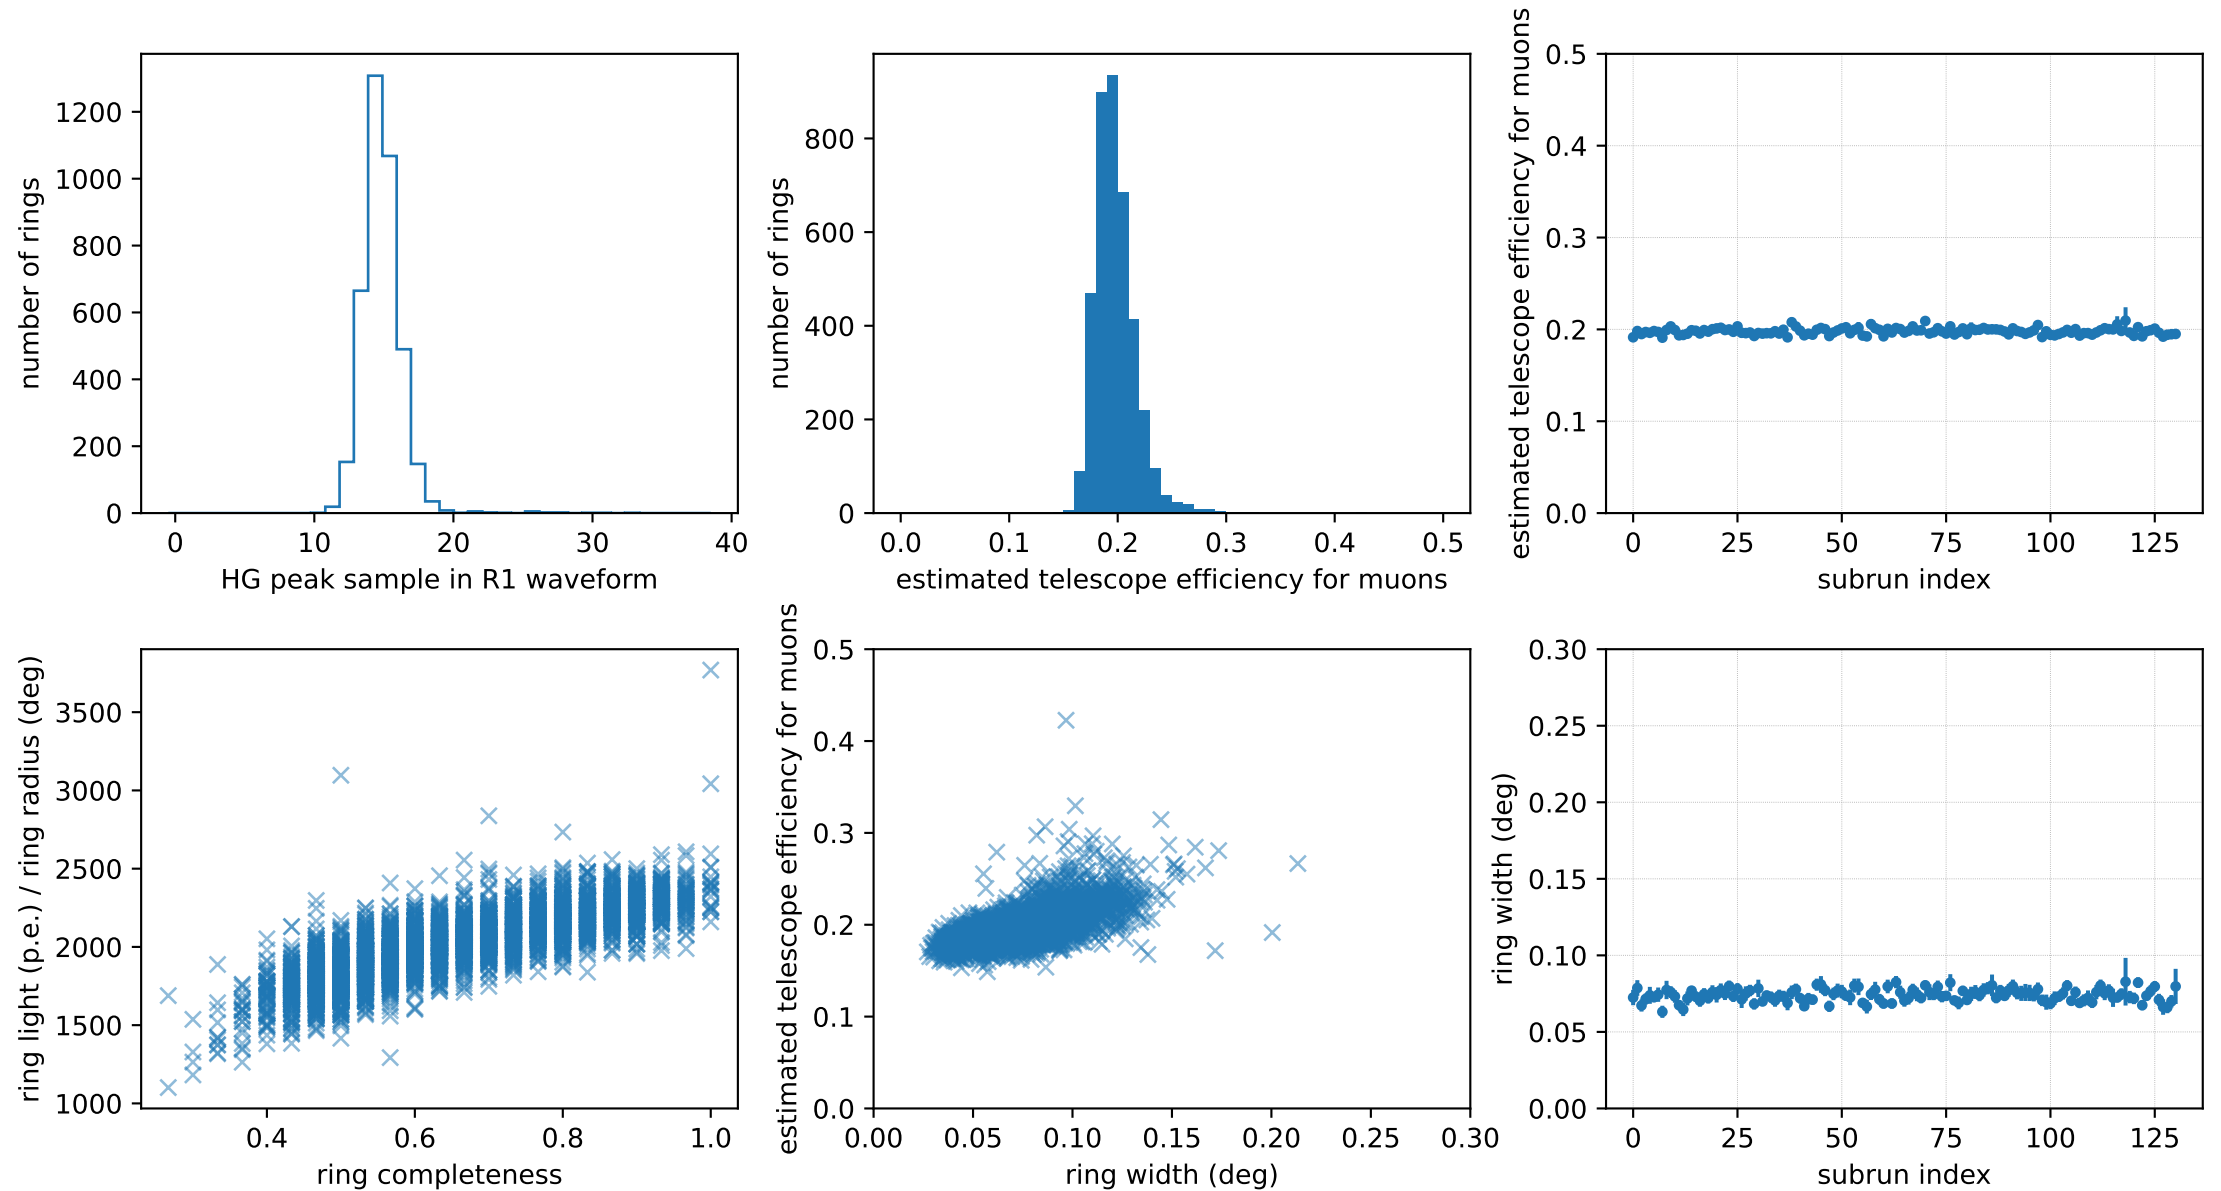 1200
1000
800
600
400
200
0
number of rings
0 10 20 30 40
HG peak sample in R1 waveform
800
600
400
200
0
number of rings
0.0 0.1 0.2 0.3 0.4 0.5
estimated telescope efficiency for muons
0.5
0.4
0.3
0.2
0.1
0.0
estimated telescope efficiency for muons
0 25 50 75 100 125
subrun index
3500
3000
2500
2000
1500
1000
ring light (p.e.) / ring radius (deg)
0.4 0.6 0.8 1.0
ring completeness
0.5
0.4
0.3
0.2
0.1
0.0
estimated telescope efficiency for muons
0.00 0.05 0.10 0.15 0.20 0.25 0.30
ring width (deg)
0.30
0.25
0.20
0.15
0.10
0.05
0.00
ring width (deg)
0 25 50 75 100 125
subrun index